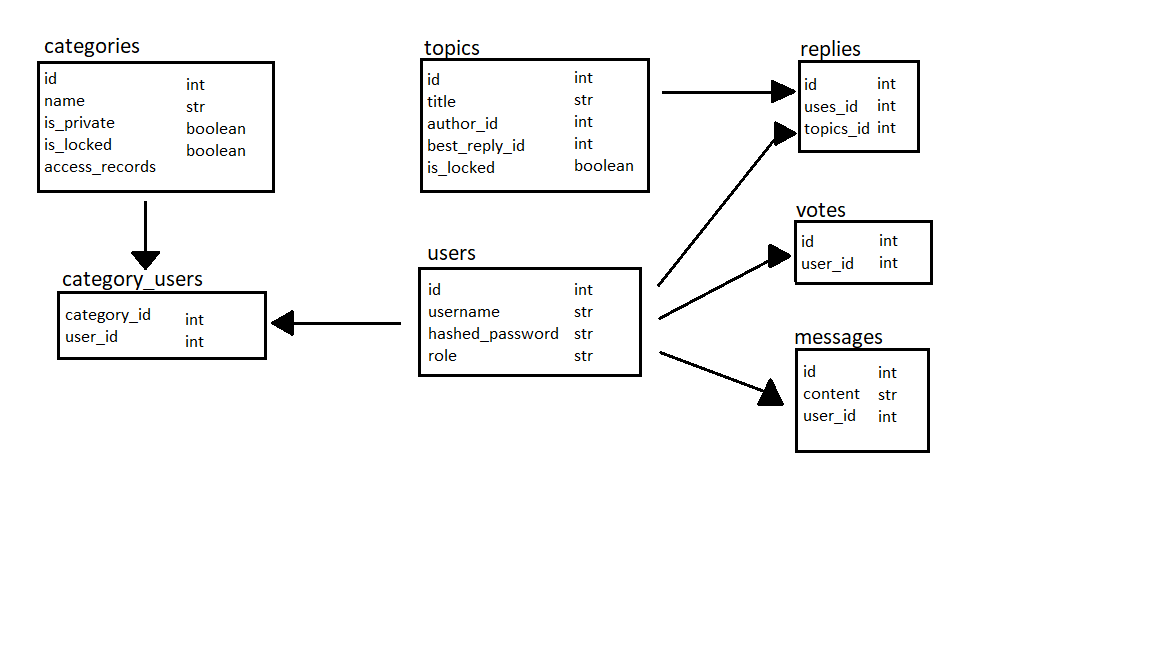 categories
id int
name str
is_private boolean
is_locked boolean
access_records
topics
id int
title str
author_id int
best_reply_id int
is_locked boolean
replies
id int
uses_id int
topics_id int
votes
id int
user_id int
category_users
category_id int
user_id int
users
id int
username str
hashed_password str
role str
messages
id int
content str
user_id int